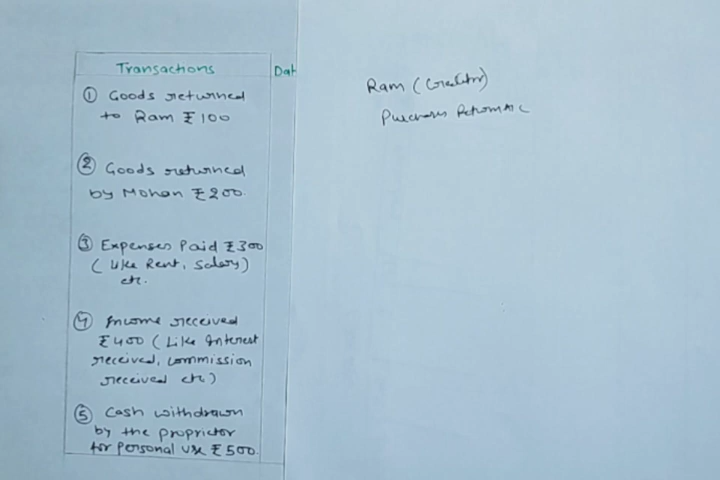 Transactions
① Goods returned
to Ram ₹100
② Goods returned
by Mohan ₹200.
③ Expenses Paid ₹300
(Like Rent, Salary)
etc.
④ Income received
₹400 (Like Interest
received, commission
received etc)
⑤ Cash withdrawn
by the proprietor
for Personal use ₹500.
Dat
Ram (Creditor)
Purchases Return A/c